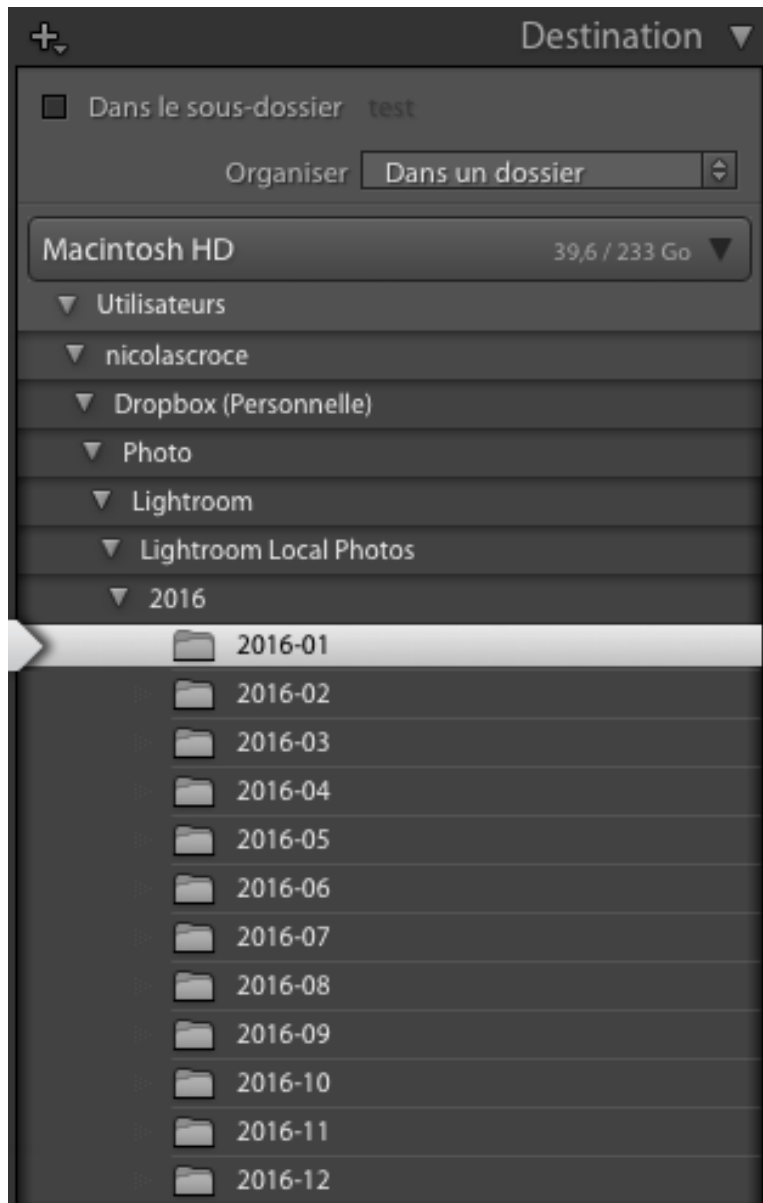 Destination
Dans le sous-dossier test
Organiser Dans un dossier
Macintosh HD 39,6 / 233 Go
Utilisateurs
nicolascroce
Dropbox (Personnelle)
Photo
Lightroom
Lightroom Local Photos
2016
2016-01
2016-02
2016-03
2016-04
2016-05
2016-06
2016-07
2016-08
2016-09
2016-10
2016-11
2016-12